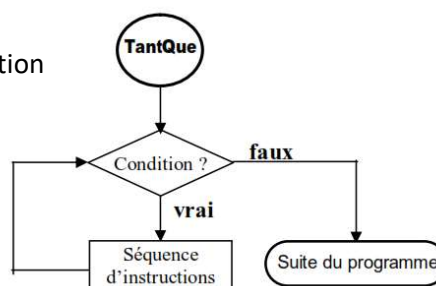 TantQue
tion
Condition ?
faux
vrai
Séquence
d'instructions
Suite du programme